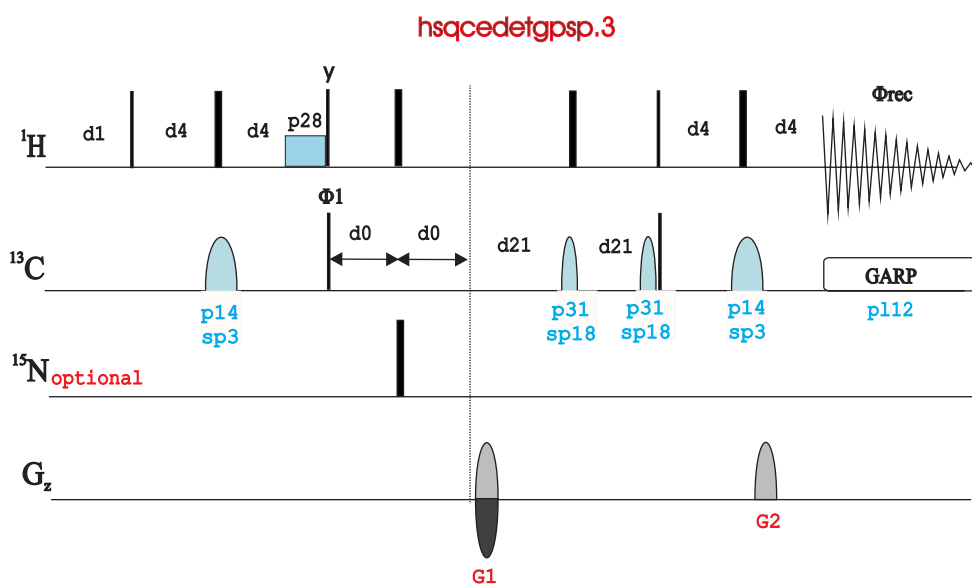 hsqcedetgpsp.3
y
Φrec
p28
d1 d4 d4 d4 d4
¹H
Φ1
d0 d0 d21 d21
¹³C
GARP
p14 p31 p31 p14 pl12
sp3 sp18 sp18 sp3
¹⁵N optional
G_z
G2
G1